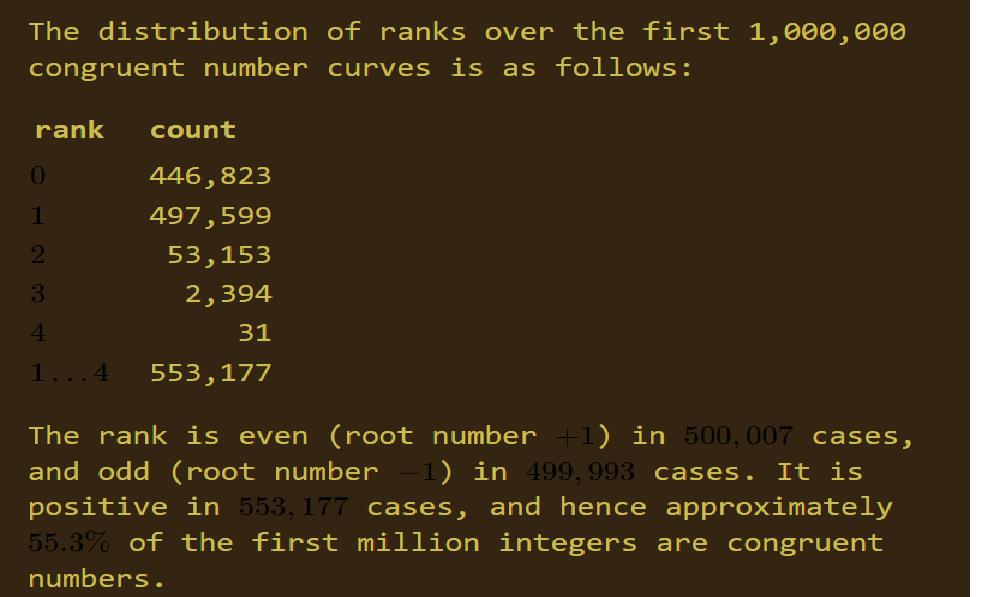 The distribution of ranks over the first 1,000,000
congruent number curves is as follows:
rank count
0 446,823
1 497,599
2 53,153
3 2,394
4 31
1...4 553,177
The rank is even (root number +1) in 500,007 cases,
and odd (root number −1) in 499,993 cases. It is
positive in 553,177 cases, and hence approximately
55.3% of the first million integers are congruent
numbers.